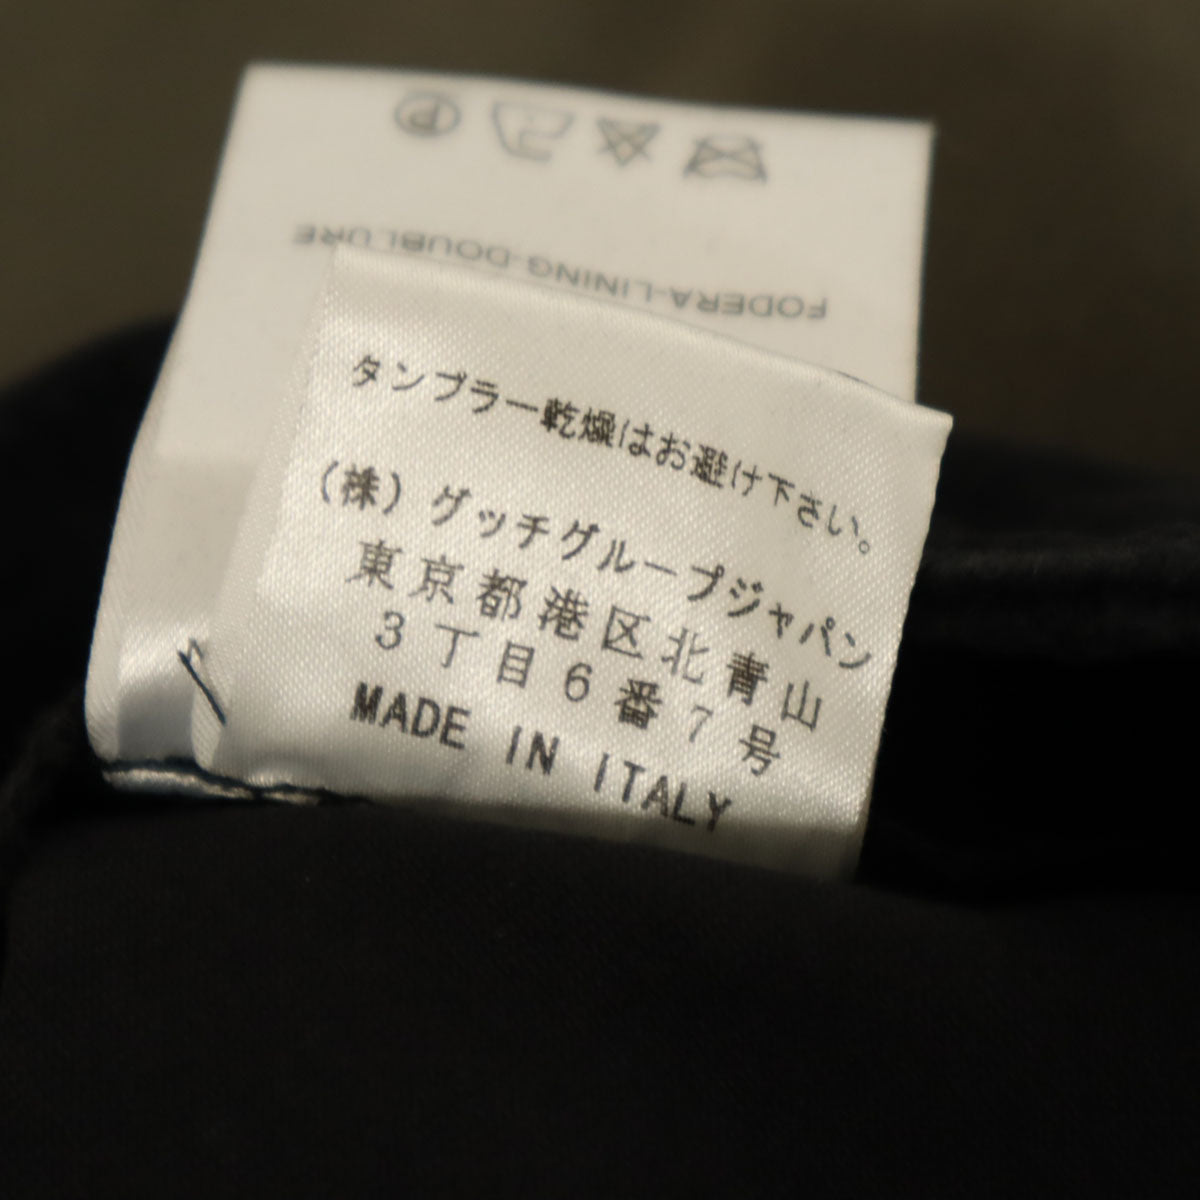 FODERA-LINING-DOUBLURE
タンブラー乾燥はお避け下さい。
（株）グッチグループジャパン
東京都港区北青山
3丁目6番7号
MADE IN ITALY